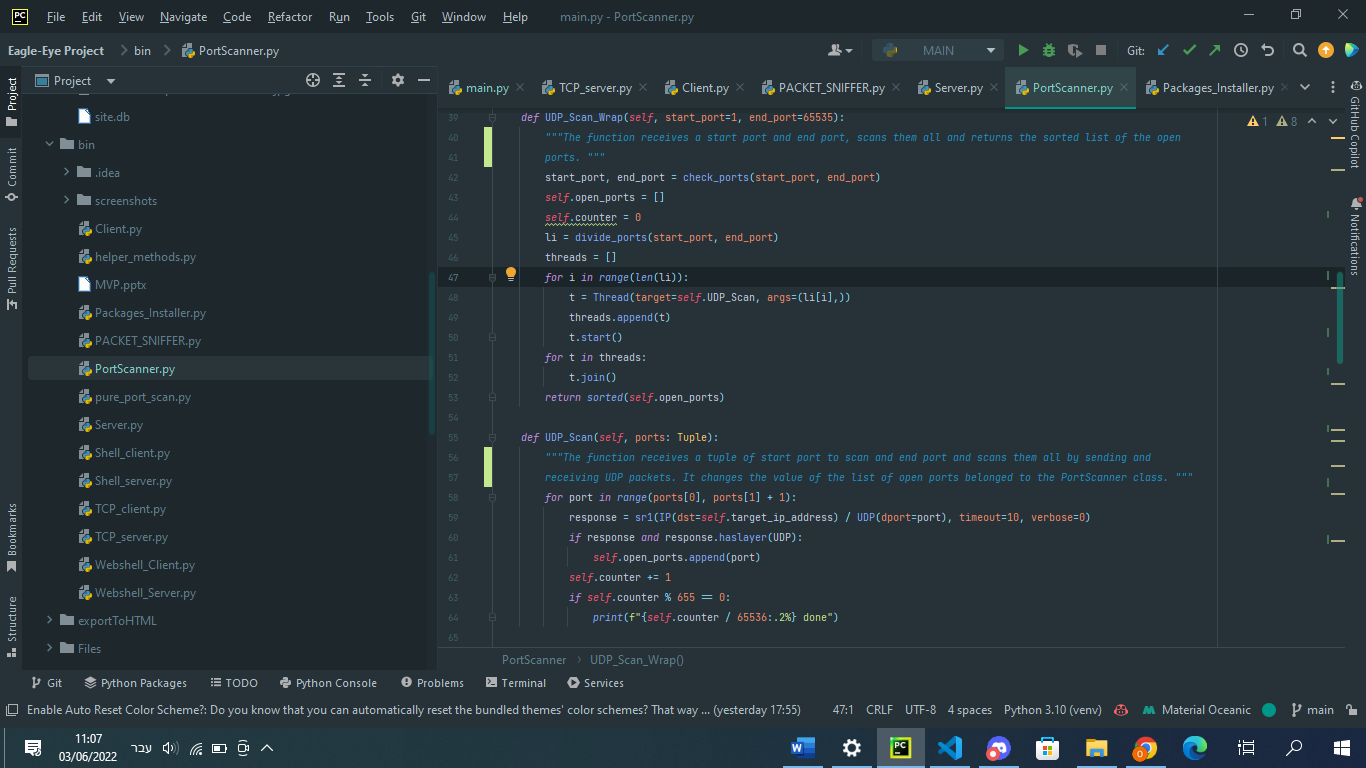 PC File Edit View Navigate Code Refactor Run Tools Git Window Help main.py - PortScanner.py
Eagle-Eye Project bin PortScanner.py MAIN Git:
Project
main.py TCP_server.py Client.py PACKET_SNIFFER.py Server.py PortScanner.py Packages_Installer.py
site.db
bin
.idea
screenshots
Client.py
helper_methods.py
MVP.pptx
Packages_Installer.py
PACKET_SNIFFER.py
PortScanner.py
pure_port_scan.py
Server.py
Shell_client.py
Shell_server.py
TCP_client.py
TCP_server.py
Webshell_Client.py
Webshell_Server.py
exportToHTML
Files
Project
Commit
Pull Requests
Bookmarks
Structure
39 def UDP_Scan_Wrap(self, start_port=1, end_port=65535):
40 """The function receives a start port and end port, scans them all and returns the sorted list of the open
41 ports. """
42 start_port, end_port = check_ports(start_port, end_port)
43 self.open_ports = []
44 self.counter = 0
45 li = divide_ports(start_port, end_port)
46 threads = []
47 for i in range(len(li)):
48 t = Thread(target=self.UDP_Scan, args=(li[i],))
49 threads.append(t)
50 t.start()
51 for t in threads:
52 t.join()
53 return sorted(self.open_ports)
54
55 def UDP_Scan(self, ports: Tuple):
56 """The function receives a tuple of start port to scan and end port and scans them all by sending and
57 receiving UDP packets. It changes the value of the list of open ports belonged to the PortScanner class. """
58 for port in range(ports[0], ports[1] + 1):
59 response = sr1(IP(dst=self.target_ip_address) / UDP(dport=port), timeout=10, verbose=0)
60 if response and response.haslayer(UDP):
61 self.open_ports.append(port)
62 self.counter += 1
63 if self.counter % 655 == 0:
64 print(f"{self.counter / 65536:.2%} done")
65
1 8
GitHub Copilot
Notifications
PortScanner UDP_Scan_Wrap()
Git Python Packages TODO Python Console Problems Terminal Services
Enable Auto Reset Color Scheme?: Do you know that you can automatically reset the bundled themes' color schemes? That way ... (yesterday 17:55) 47:1 CRLF UTF-8 4 spaces Python 3.10 (venv) Material Oceanic main
11:07
03/06/2022
עבר
W
PC
0